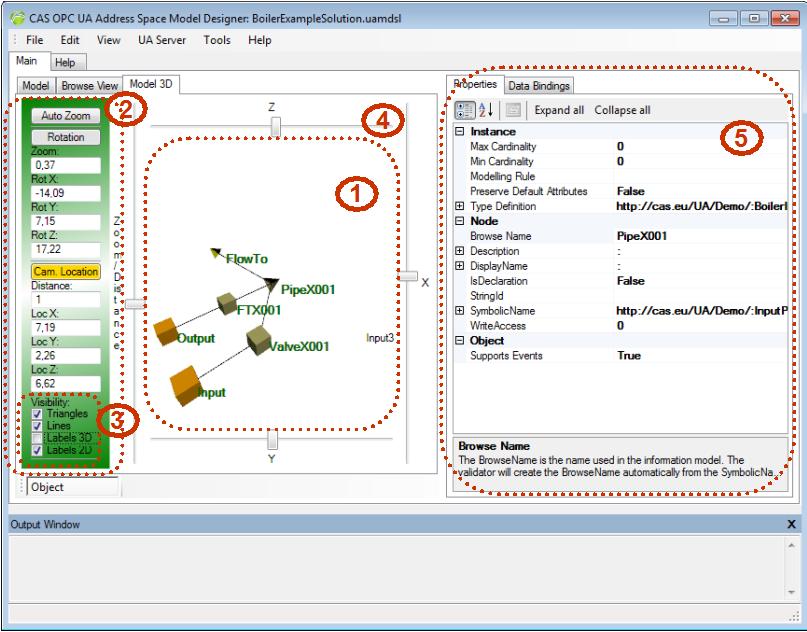 CAS OPC UA Address Space Model Designer: BoilerExampleSolution.uamdsl
File Edit View UA Server Tools Help
Main Help
Model Browse View Model 3D
2
Auto Zoom
Rotation
Zoom:
0,37
Rot X:
-14,09
Rot Y:
7,15
Rot Z:
17,22
Cam. Location
Distance:
1
Loc X:
7,19
Loc Y:
2,26
Loc Z:
6,62
Visibility:
Triangles
Lines
Labels 3D
Labels 2D
3
Zoom/Distance
Z
4
1
X
FlowTo
PipeX001
FTX001
Output
ValveX001
Input3
Input
Y
Object
Properties Data Bindings
Expand all Collapse all
5
Instance
Max Cardinality 0
Min Cardinality 0
Modelling Rule
Preserve Default Attributes False
Type Definition http://cas.eu/UA/Demo/:BoilerI
Node
Browse Name PipeX001
Description :
DisplayName :
IsDeclaration False
StringId
SymbolicName http://cas.eu/UA/Demo/:InputP
WriteAccess 0
Object
Supports Events True
Browse Name
The BrowseName is the name used in the infomation model. The
validator will create the BrowseName automatically from the SymbolicNa..
Output Window X